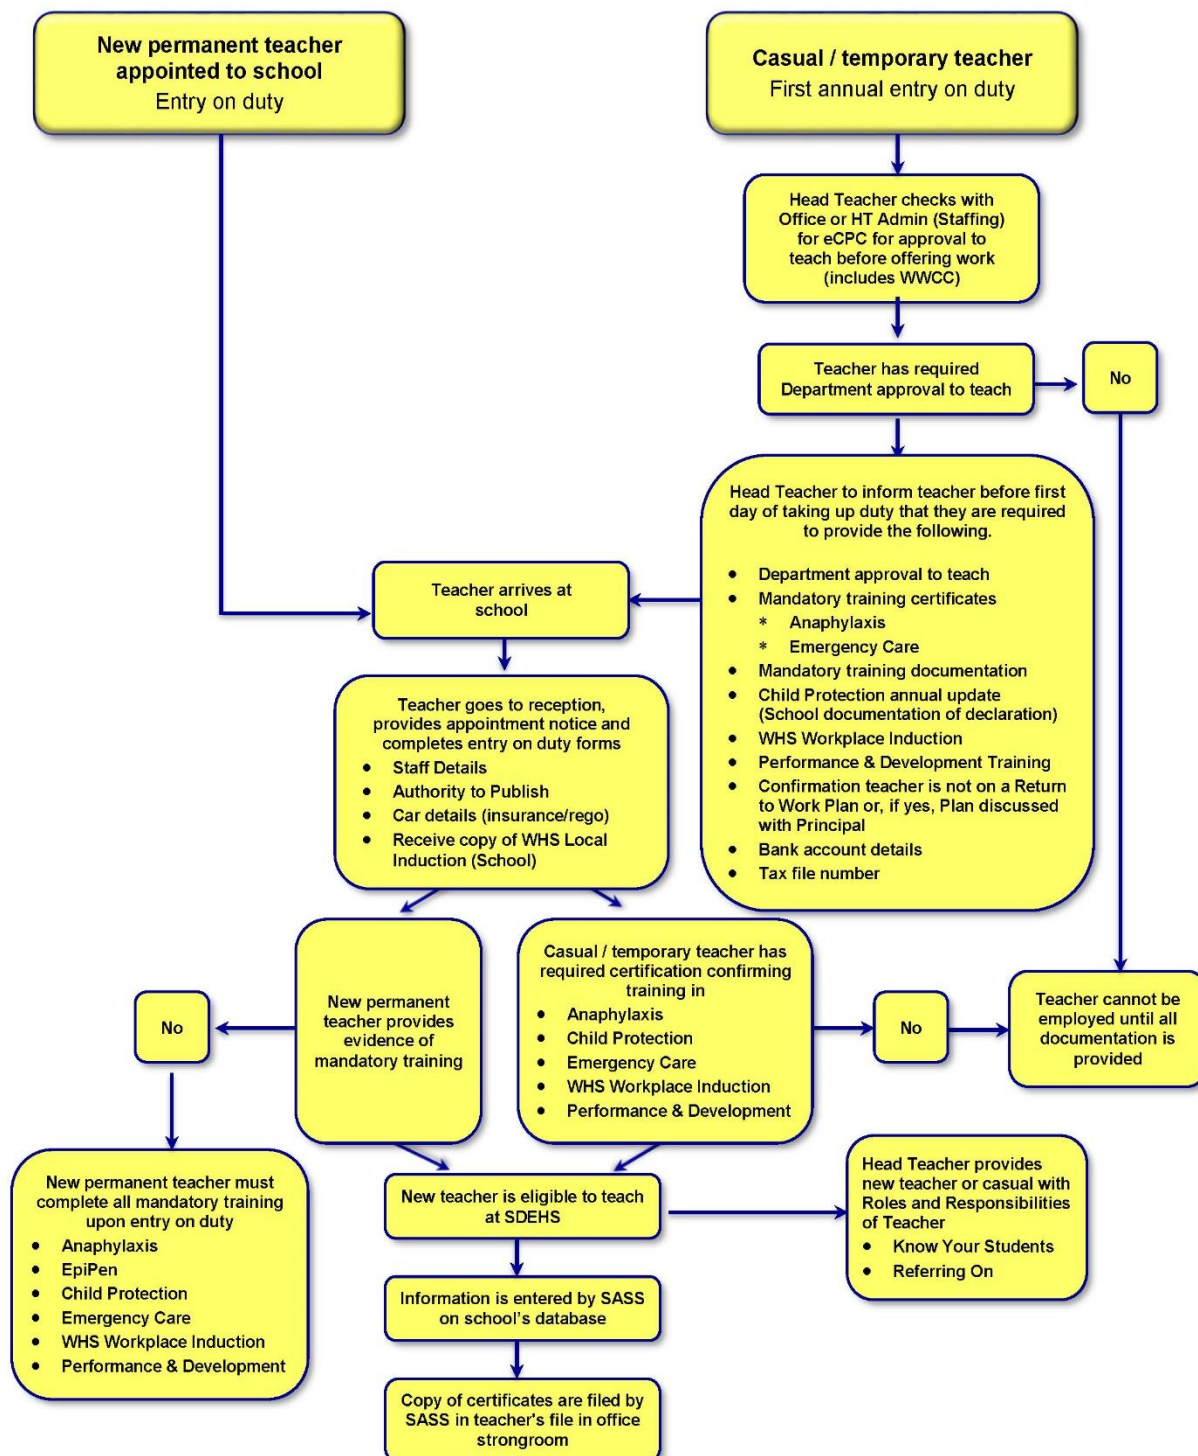 New permanent teacher
appointed to school
Entry on duty
Casual / temporary teacher
First annual entry on duty
Head Teacher checks with
Office or HT Admin (Staffing)
for eCPC for approval to
teach before offering work
(includes WWCC)
Teacher has required
Department approval to teach
No
Head Teacher to inform teacher before first
day of taking up duty that they are required
to provide the following.
● Department approval to teach
● Mandatory training certificates
* Anaphylaxis
* Emergency Care
● Mandatory training documentation
● Child Protection annual update
(School documentation of declaration)
● WHS Workplace Induction
● Performance & Development Training
● Confirmation teacher is not on a Return
to Work Plan or, if yes, Plan discussed
with Principal
● Bank account details
● Tax file number
Teacher arrives at
school
Teacher goes to reception,
provides appointment notice and
completes entry on duty forms
● Staff Details
● Authority to Publish
● Car details (insurance/rego)
● Receive copy of WHS Local
Induction (School)
No
New permanent
teacher provides
evidence of
mandatory training
Casual / temporary teacher has
required certification confirming
training in
● Anaphylaxis
● Child Protection
● Emergency Care
● WHS Workplace Induction
● Performance & Development
No
Teacher cannot be
employed until all
documentation is
provided
New permanent teacher must
complete all mandatory training
upon entry on duty
● Anaphylaxis
● EpiPen
● Child Protection
● Emergency Care
● WHS Workplace Induction
● Performance & Development
New teacher is eligible to teach
at SDEHS
Head Teacher provides
new teacher or casual with
Roles and Responsibilities
of Teacher
● Know Your Students
● Referring On
Information is entered by SASS
on school's database
Copy of certificates are filed by
SASS in teacher's file in office
strongroom